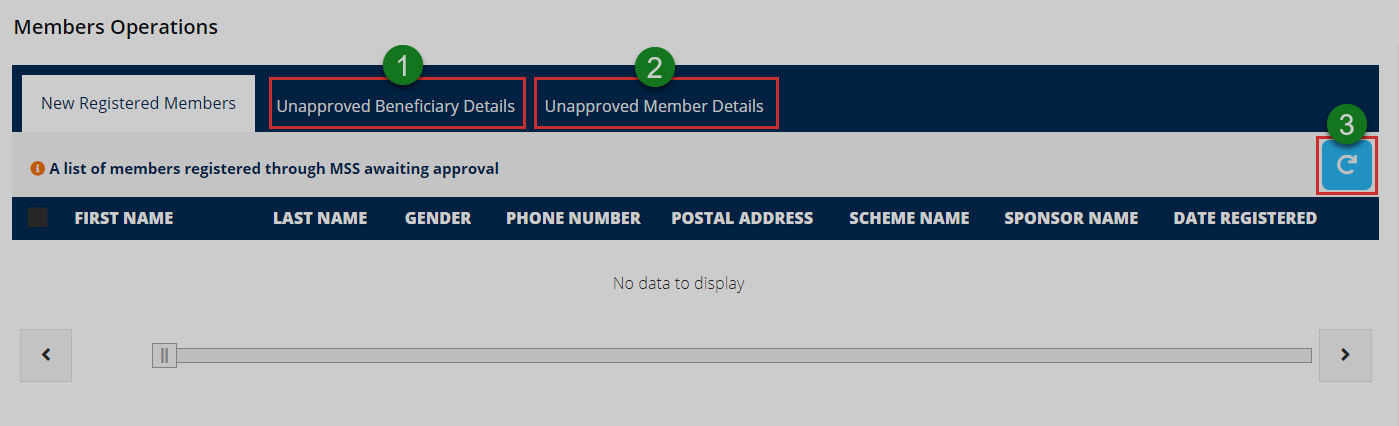 Members Operations
1 2
New Registered Members Unapproved Beneficiary Details Unapproved Member Details
3
A list of members registered through MSS awaiting approval
FIRST NAME LAST NAME GENDER PHONE NUMBER POSTAL ADDRESS SCHEME NAME SPONSOR NAME DATE REGISTERED
No data to display